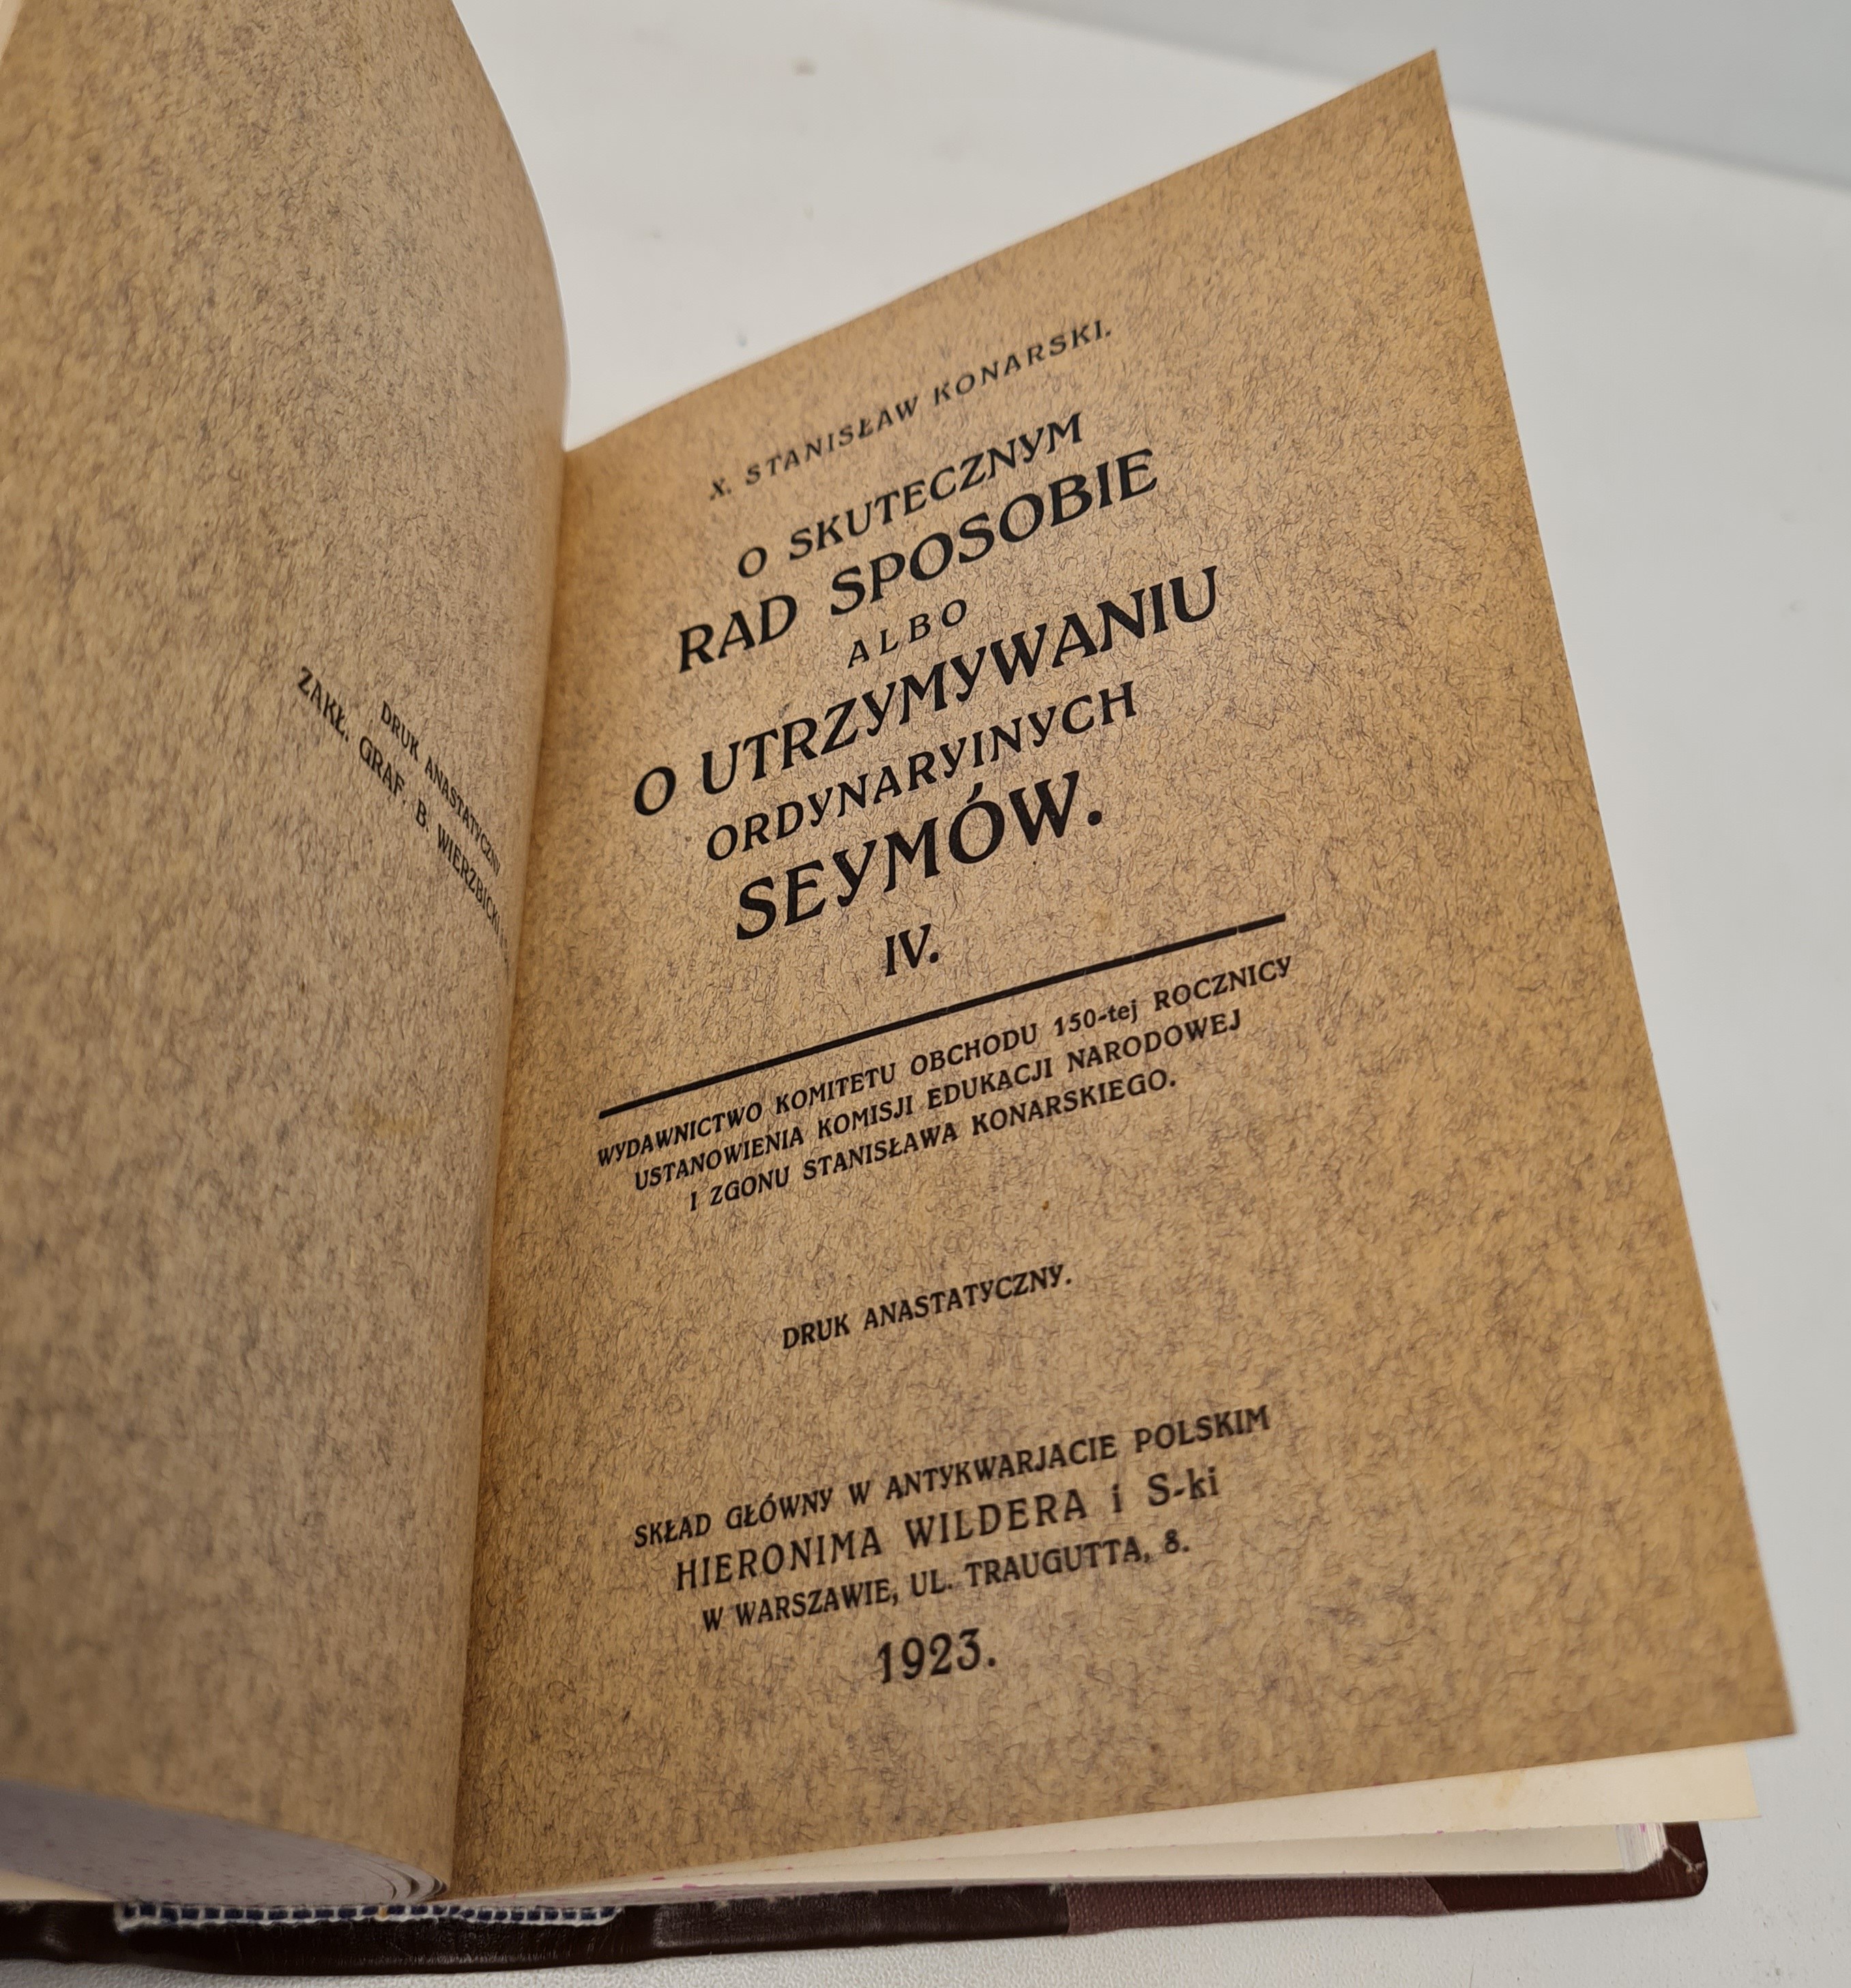 DRUK ANASTATYCZNY
ZAKŁ. GRAF. B. WIERZBICKI
X. STANISŁAW KONARSKI.
O SKUTECZNYM
RAD SPOSOBIE
ALBO
O UTRZYMYWANIU
ORDYNARYINYCH
SEYMÓW.
IV.
WYDAWNICTWO KOMITETU OBCHODU 150-tej ROCZNICY
USTANOWIENIA KOMISJI EDUKACJI NARODOWEJ
I ZGONU STANISŁAWA KONARSKIEGO.
DRUK ANASTATYCZNY.
SKŁAD GŁÓWNY W ANTYKWARJACIE POLSKIM
HIERONIMA WILDERA i S-ki
W WARSZAWIE, UL. TRAUGUTTA, 8.
1923.